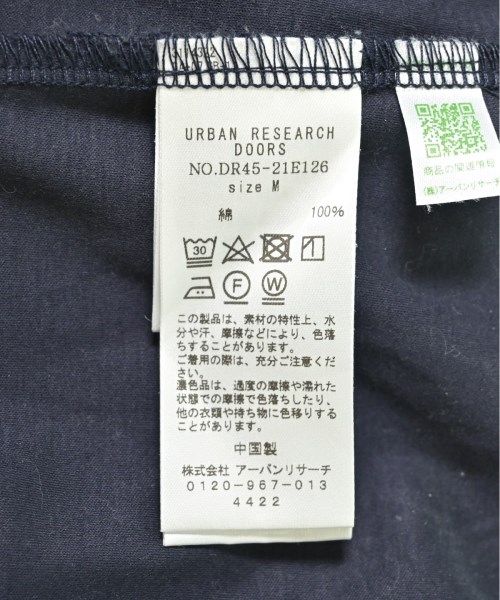 URBAN RESEARCH
DOORS
NO.DR45-21E126
size M
綿 100%
30
F
W
この製品は、素材の特性上、水
分や汗、摩擦などにより、色落
ちすることがあります。
ご着用の際は、充分ご注意くださ
い。
濃色品は、過度の摩擦や濡れた
状態での摩擦で色落ちしたり、
他の衣類や持ち物に色移りする
ことがあります。
中国製
株式会社 アーバンリサーチ
0120-967-013
4422
商品の関連情報
(株)アーバンリサーチ